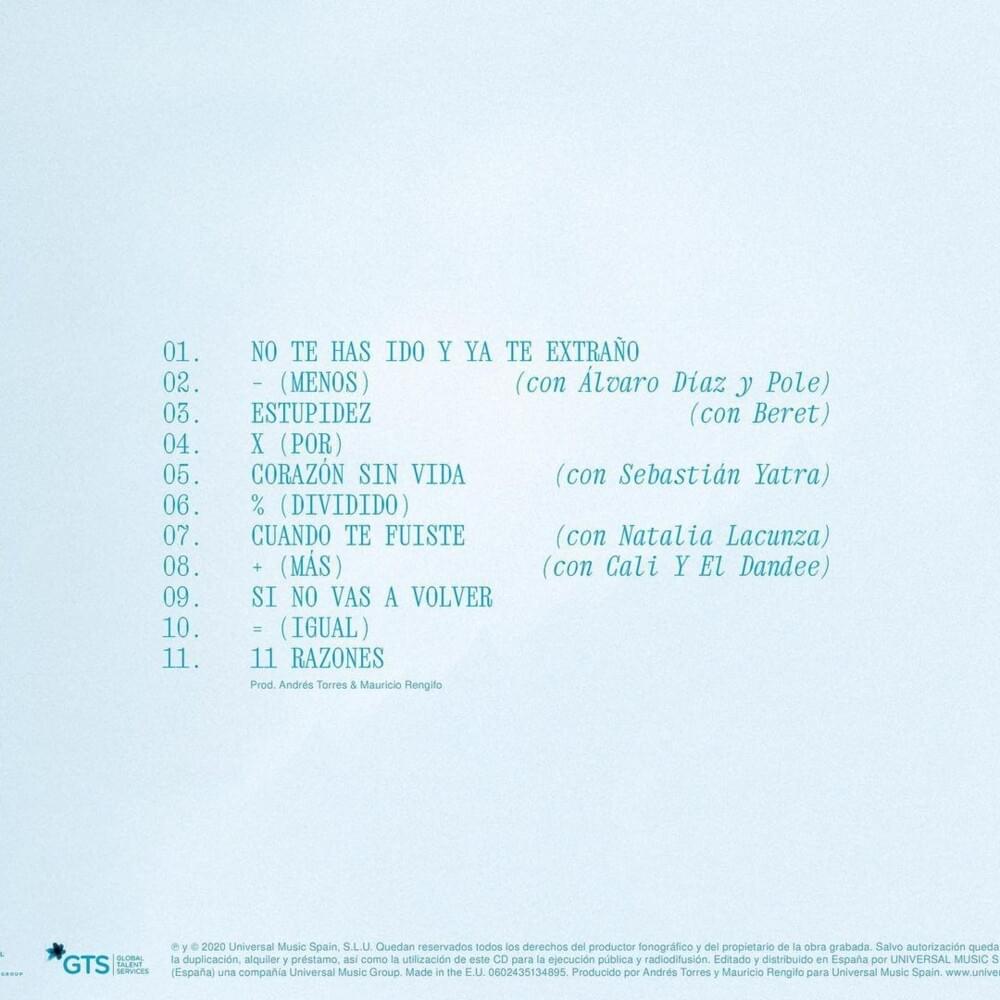 01. NO TE HAS IDO Y YA TE EXTRAÑO
02. - (MENOS) (con Álvaro Díaz y Pole)
03. ESTUPIDEZ (con Beret)
04. X (POR)
05. CORAZÓN SIN VIDA (con Sebastián Yatra)
06. % (DIVIDIDO)
07. CUANDO TE FUISTE (con Natalia Lacunza)
08. + (MÁS) (con Cali Y El Dandee)
09. SI NO VAS A VOLVER
10. = (IGUAL)
11. 11 RAZONES
Prod. Andrés Torres & Mauricio Rengifo
L
GROUP
GTS
GLOBAL
TALENT
SERVICES
℗ y © 2020 Universal Music Spain, S.L.U. Quedan reservados todos los derechos del productor fonográfico y del propietario de la obra grabada. Salvo autorización queda
la duplicación, alquiler y préstamo, así como la utilización de este CD para la ejecución pública y radiodifusión. Editado y distribuido en España por UNIVERSAL MUSIC S
(España) una compañía Universal Music Group. Made in the E.U. 0602435134895. Producido por Andrés Torres y Mauricio Rengifo para Universal Music Spain. www.univer